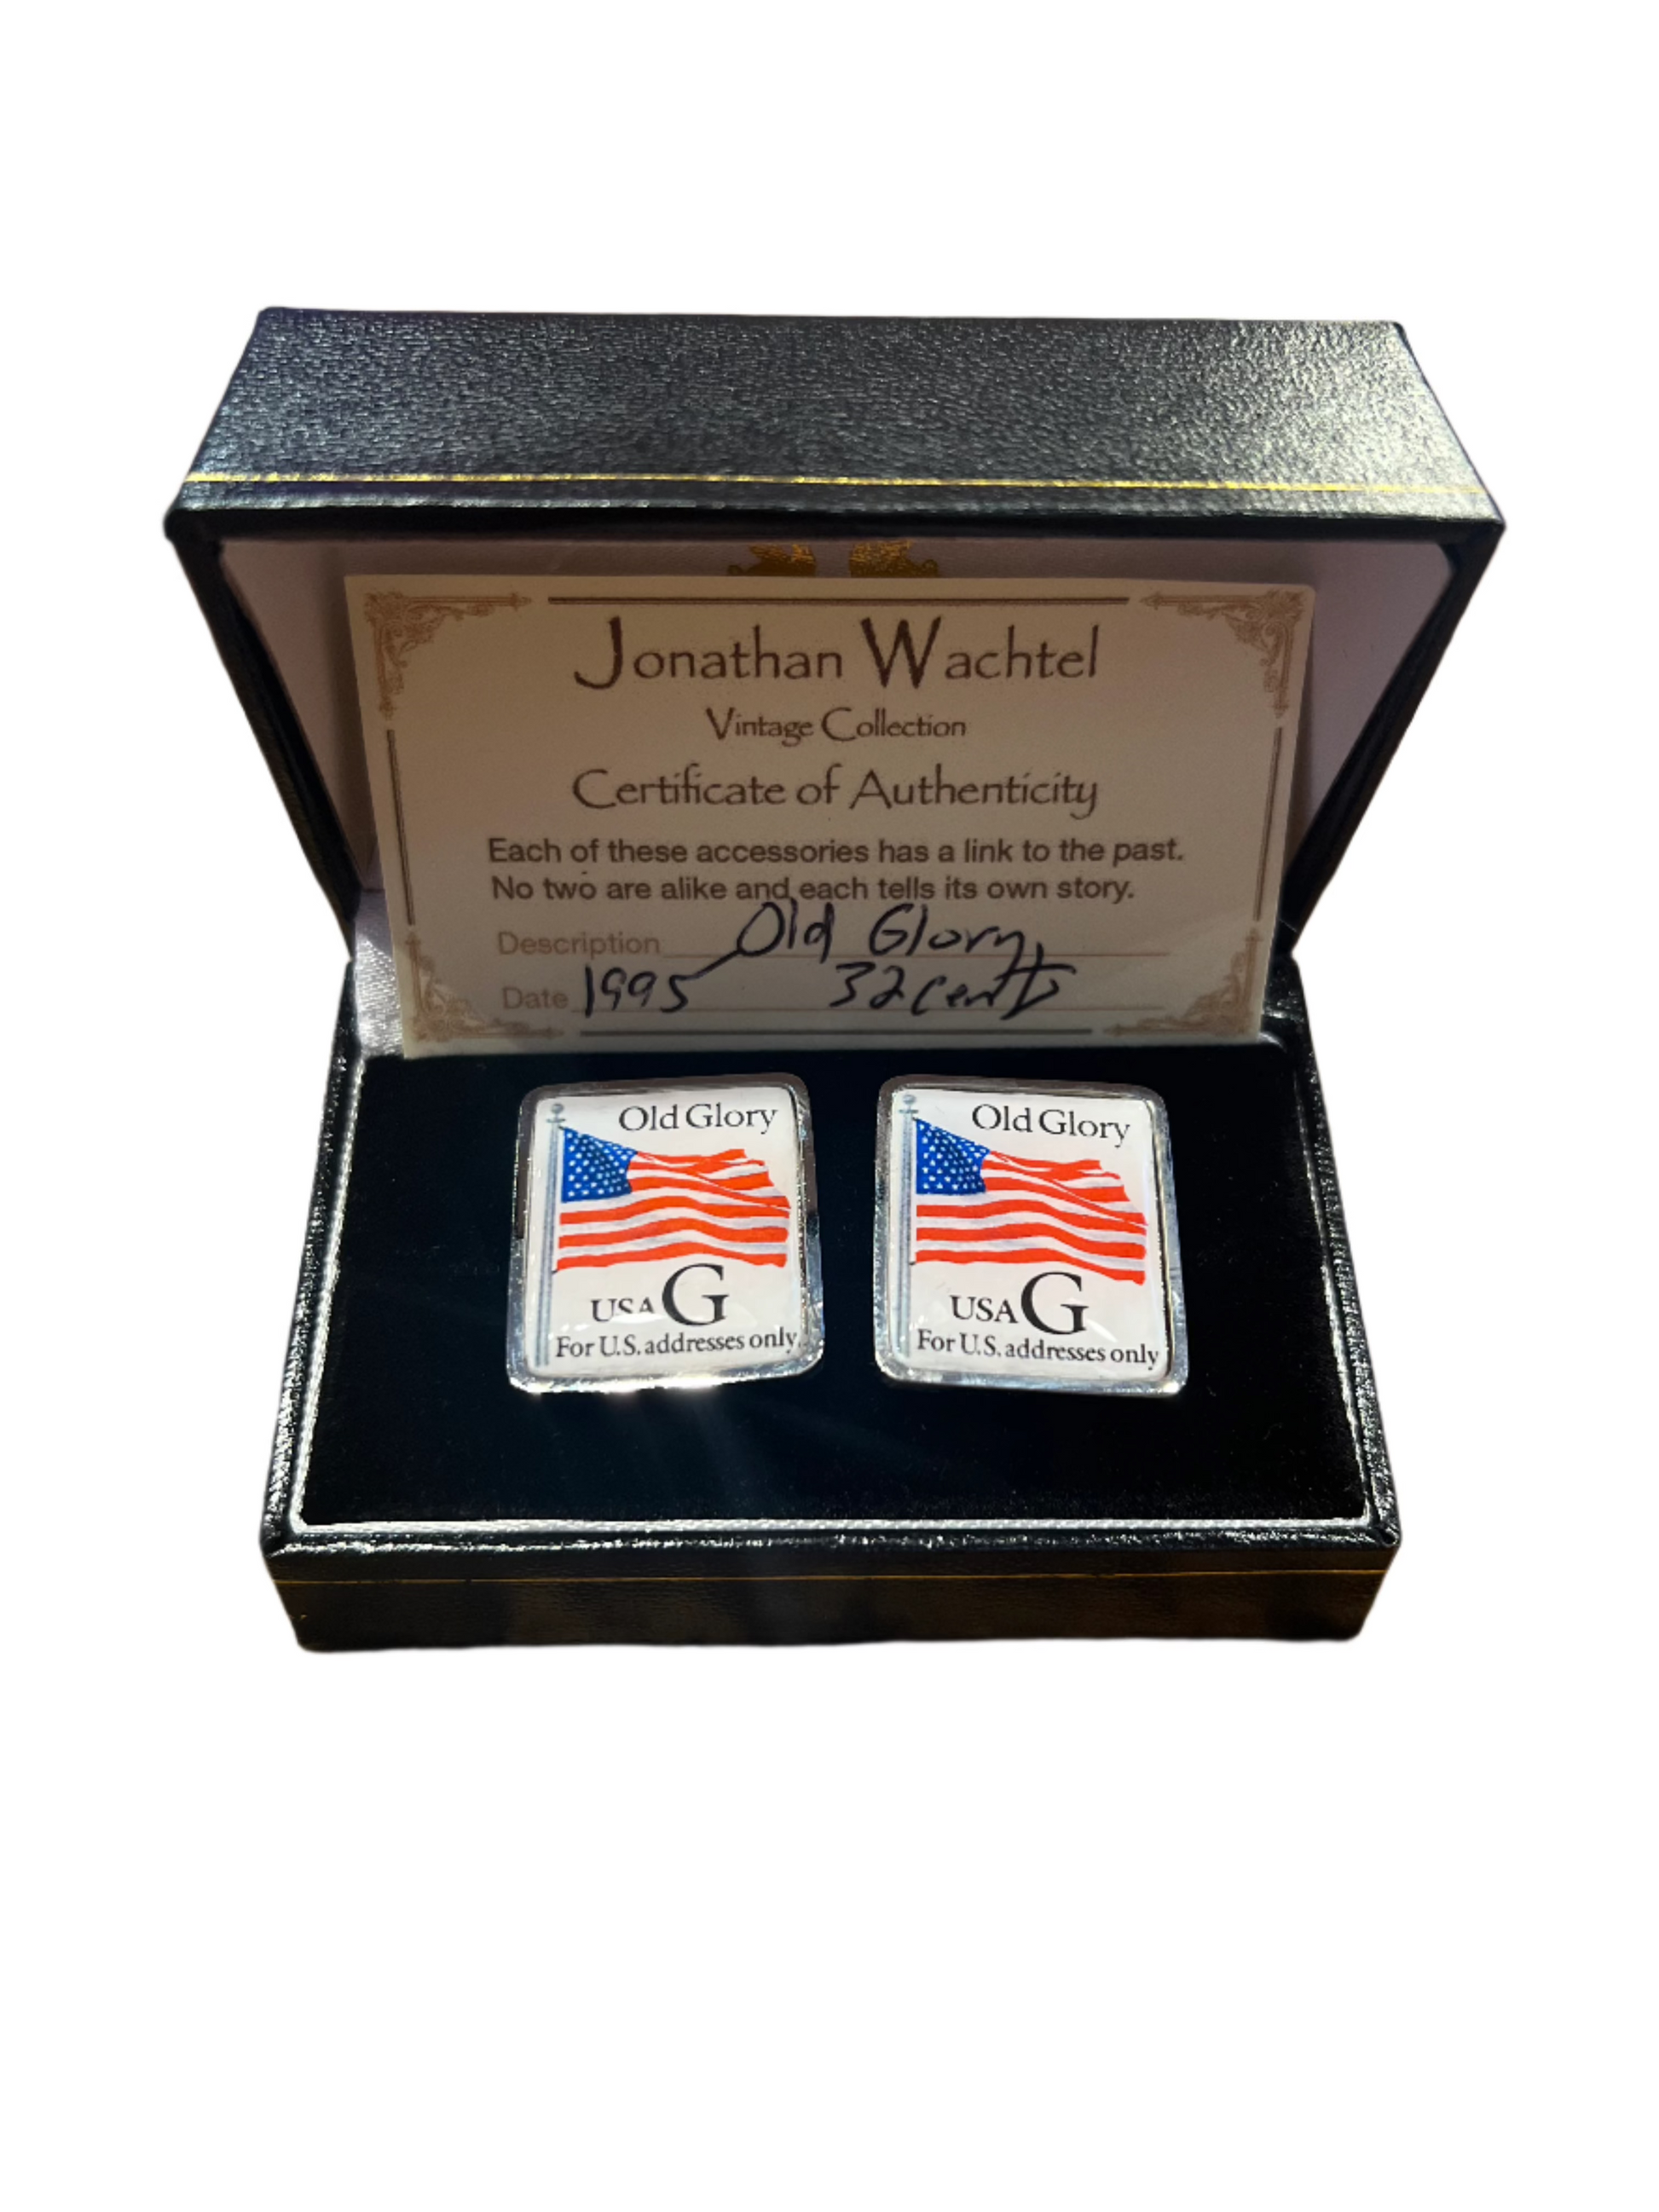 Jonathan Wachtel
Vintage Collection
Certificate of Authenticity
Each of these accessories has a link to the past.
No two are alike and each tells its own story.
Description Old Glory,
Date 1995 32 cents
Old Glory
USA G
For U.S. addresses only.
Old Glory
USA G
For U.S. addresses only